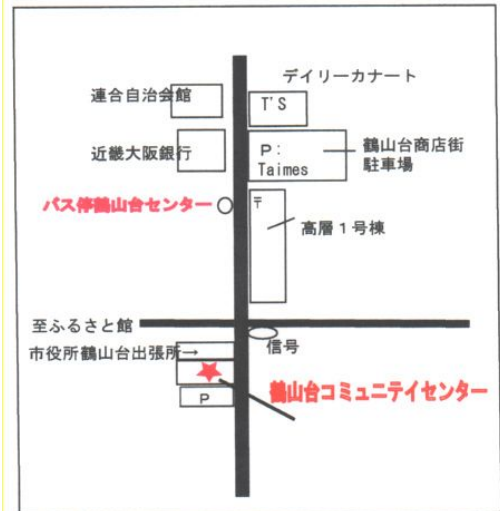 デイリーカナート
連合自治会館
T'S
近畿大阪銀行
P:
Taimes
鶴山台商店街
駐車場
バス停鶴山台センター
〒
高層1号棟
至ふるさと館
信号
市役所鶴山台出張所→
鶴山台コミュニテイセンター
P